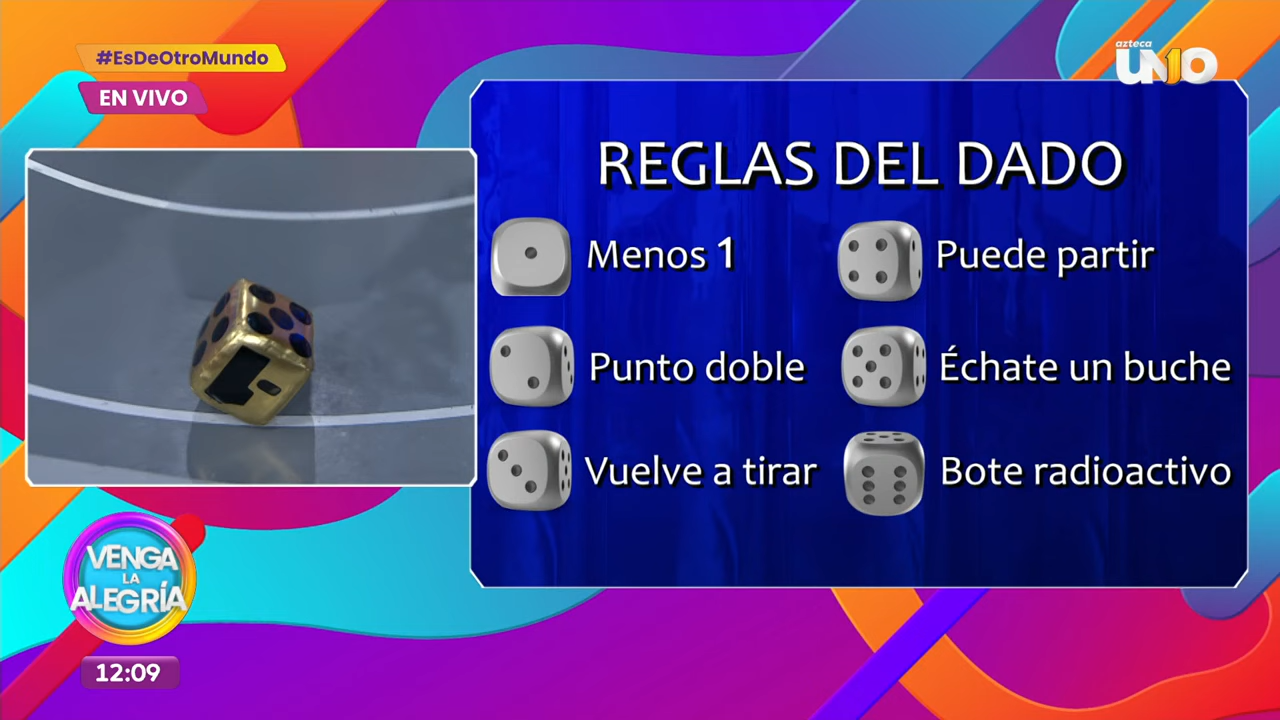 #EsDeOtroMundo
EN VIVO
azteca
UNO
REGLAS DEL DADO
Menos 1
Puede partir
Punto doble
Échate un buche
Vuelve a tirar
Bote radioactivo
VENGA
LA
ALEGRÍA
12:09